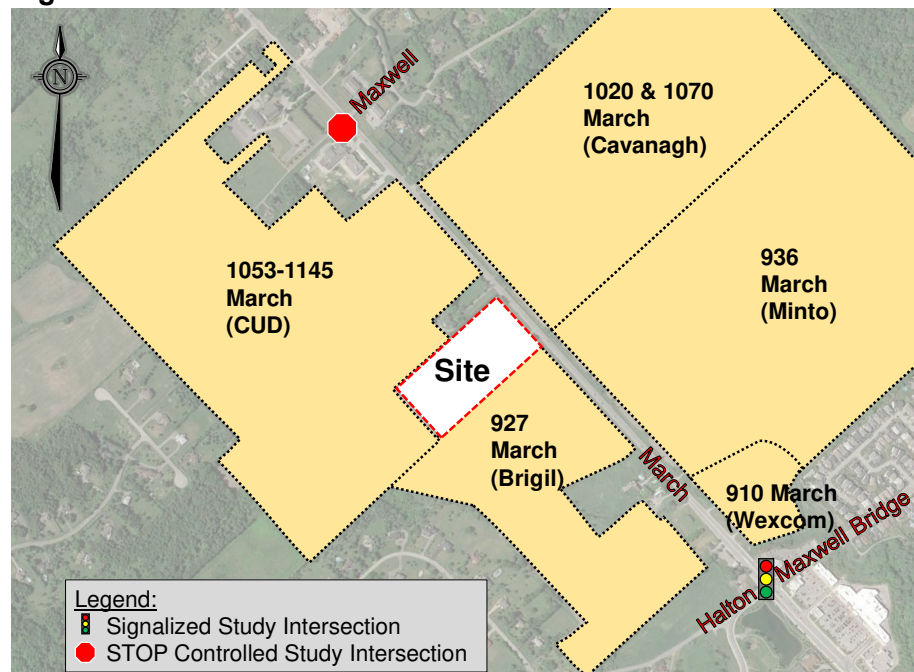 N
Maxwell
1020 & 1070
March
(Cavanagh)
1053-1145
March
(CUD)
936
March
(Minto)
Site
927
March
(Brigil)
March
910 March
(Wexcom)
Halton
Maxwell Bridge
Legend:
Signalized Study Intersection
STOP Controlled Study Intersection